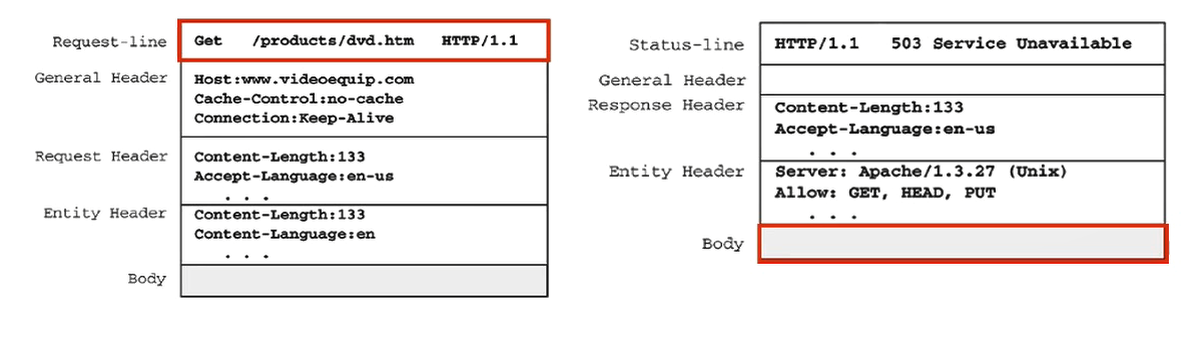 Request-line
Get /products/dvd.htm HTTP/1.1
General Header
Host:www.videoequip.com
Cache-Control:no-cache
Connection:Keep-Alive
Request Header
Content-Length:133
Accept-Language:en-us
. . .
Entity Header
Content-Length:133
Content-Language:en
. . .
Body
Status-line
HTTP/1.1 503 Service Unavailable
General Header
Response Header
Content-Length:133
Accept-Language:en-us
. . .
Entity Header
Server: Apache/1.3.27 (Unix)
Allow: GET, HEAD, PUT
. . .
Body